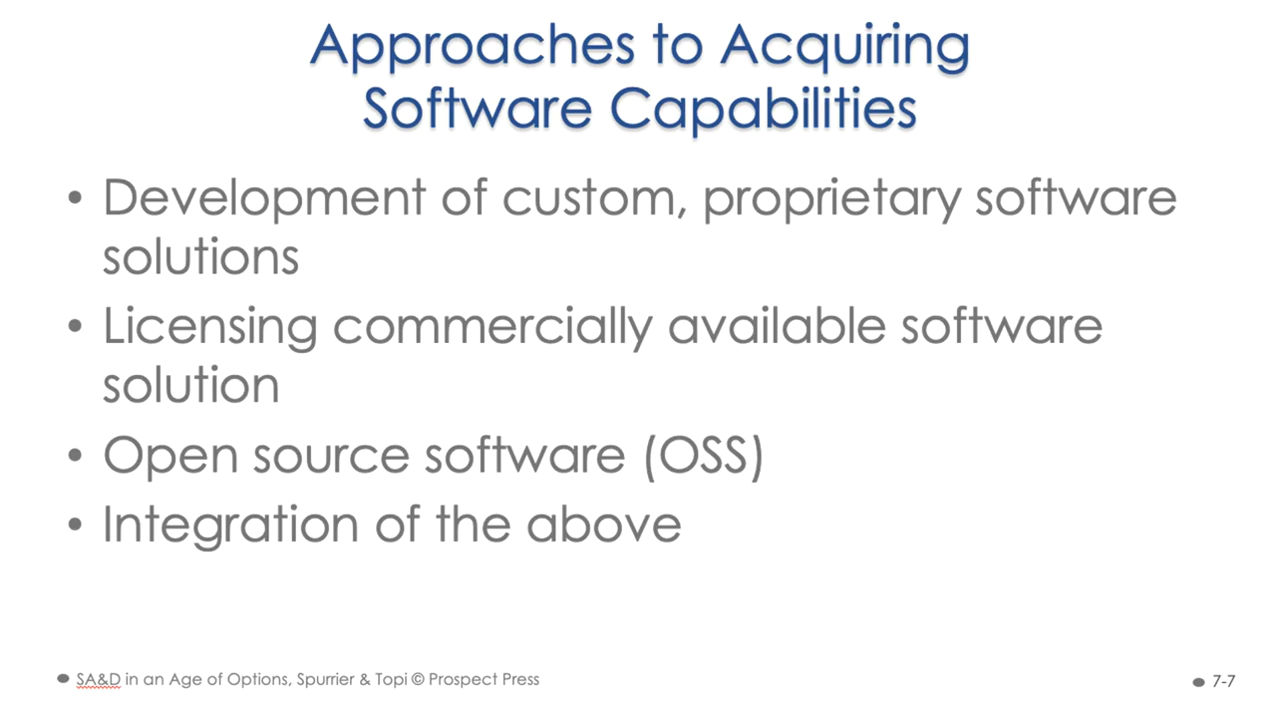 Approaches to Acquiring
Software Capabilities
• Development of custom, proprietary software
solutions
• Licensing commercially available software
solution
• Open source software (OSS)
• Integration of the above
● SA&D in an Age of Options, Spurrier & Topi © Prospect Press
● 7-7